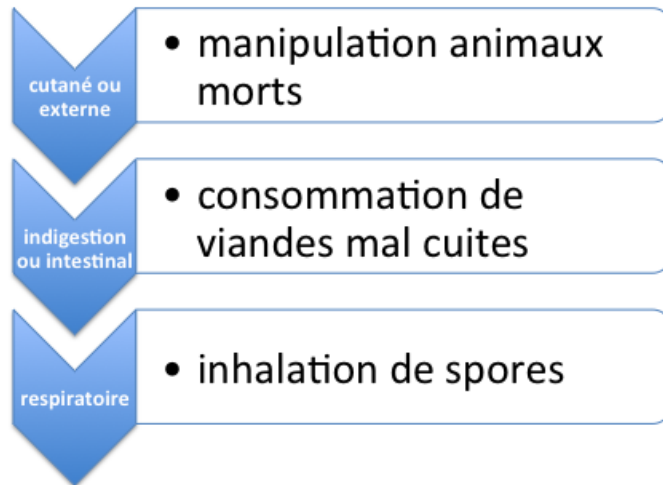 cutané ou
externe
• manipulation animaux
morts
indigestion
ou intestinal
• consommation de
viandes mal cuites
respiratoire
• inhalation de spores